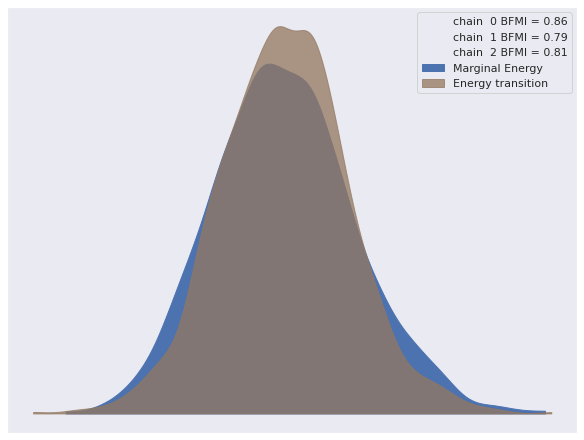 chain  0 BFMI = 0.86
chain  1 BFMI = 0.79
chain  2 BFMI = 0.81
Marginal Energy
Energy transition